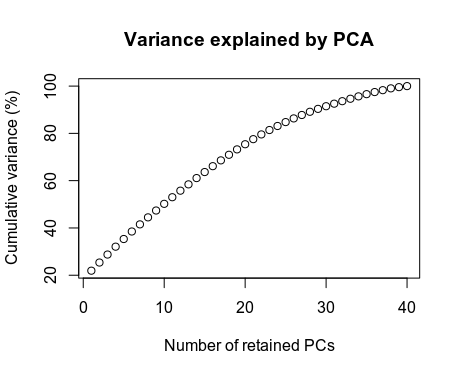 Variance explained by PCA
Cumulative variance (%)
100
80
60
40
20
0 10 20 30 40
Number of retained PCs